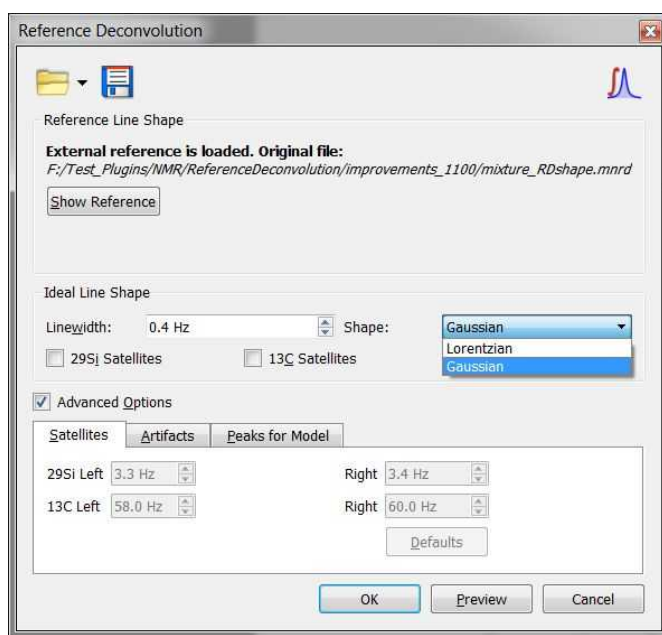 Reference Deconvolution
Reference Line Shape
External reference is loaded. Original file:
F:/Test_Plugins/NMR/ReferenceDeconvolution/improvements_1100/mixture_RDshape.mnrd
Show Reference
Ideal Line Shape
Linewidth: 0.4 Hz Shape: Gaussian
Lorentzian
29Si Satellites 13C Satellites Gaussian
Advanced Options
Satellites Artifacts Peaks for Model
29Si Left 3.3 Hz Right 3.4 Hz
13C Left 58.0 Hz Right 60.0 Hz
Defaults
OK Preview Cancel